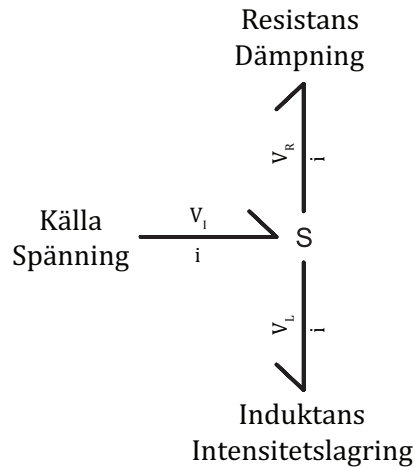 Resistans
Dämpning
V_R
i
Källa
Spänning
V_I
i
S
V_L
i
Induktans
Intensitetslagring